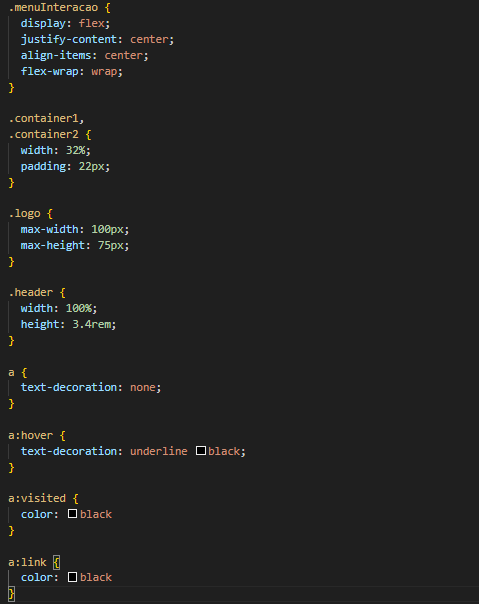 .menuInteracao {
  display: flex;
  justify-content: center;
  align-items: center;
  flex-wrap: wrap;
}

.container1,
.container2 {
  width: 32%;
  padding: 22px;
}

.logo {
  max-width: 100px;
  max-height: 75px;
}

.header {
  width: 100%;
  height: 3.4rem;
}

a {
  text-decoration: none;
}

a:hover {
  text-decoration: underline black;
}

a:visited {
  color: black
}

a:link {
  color: black
}